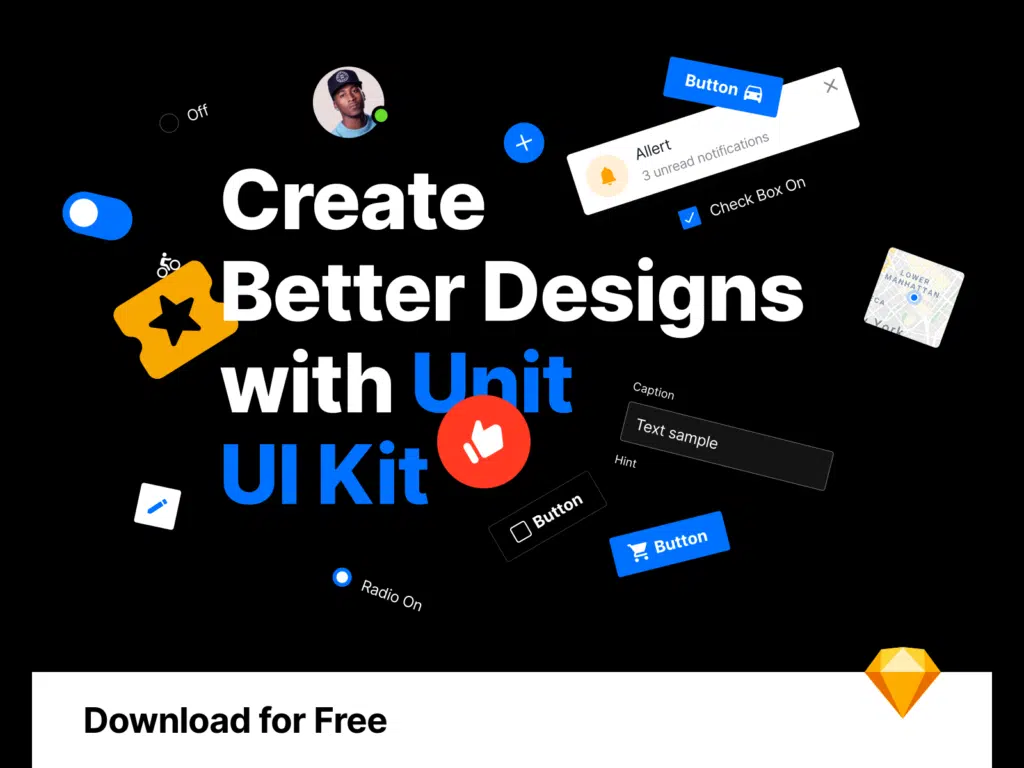 Off
Button
Allert
3 unread notifications
Check Box On
Create
Better Designs
with Unit
UI Kit
LOWER
MANHATTAN
CA
York
Caption
Text sample
Hint
Button
Button
Radio On
Download for Free